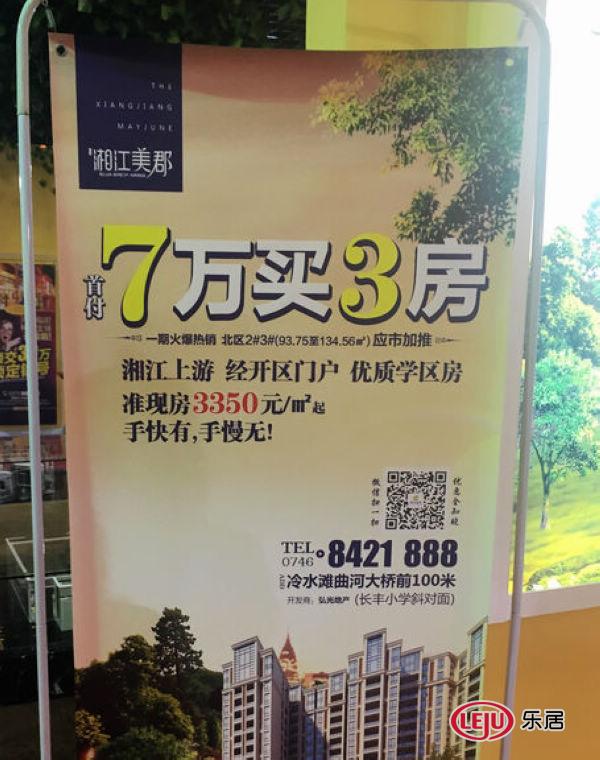 THE
XIANGJIANG
MAYJUNE
湘江美郡
首付7万买3房
一期火爆热销 北区2#3#(93.75至134.56㎡)应市加推
湘江上游 经开区门户 优质学区房
准现房3350元/㎡起
手快有,手慢无!
微信扫一扫
优惠全知晓
TEL 0746 8421 888
ADD 冷水滩曲河大桥前100米
开发商：弘光地产 (长丰小学斜对面)
LEJU 乐居